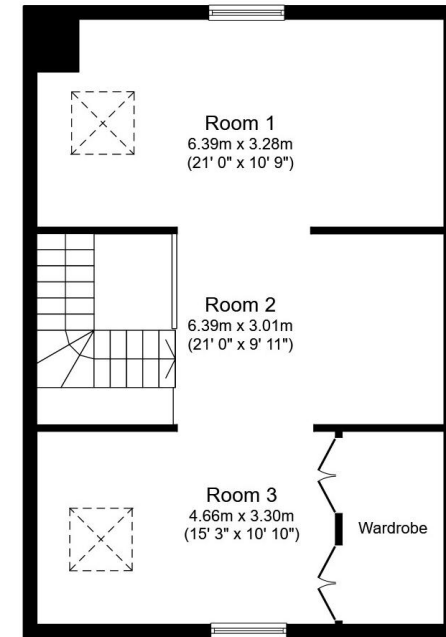 Room 1
6.39m x 3.28m
(21' 0" x 10' 9")
Room 2
6.39m x 3.01m
(21' 0" x 9' 11")
Room 3
4.66m x 3.30m
(15' 3" x 10' 10")
Wardrobe